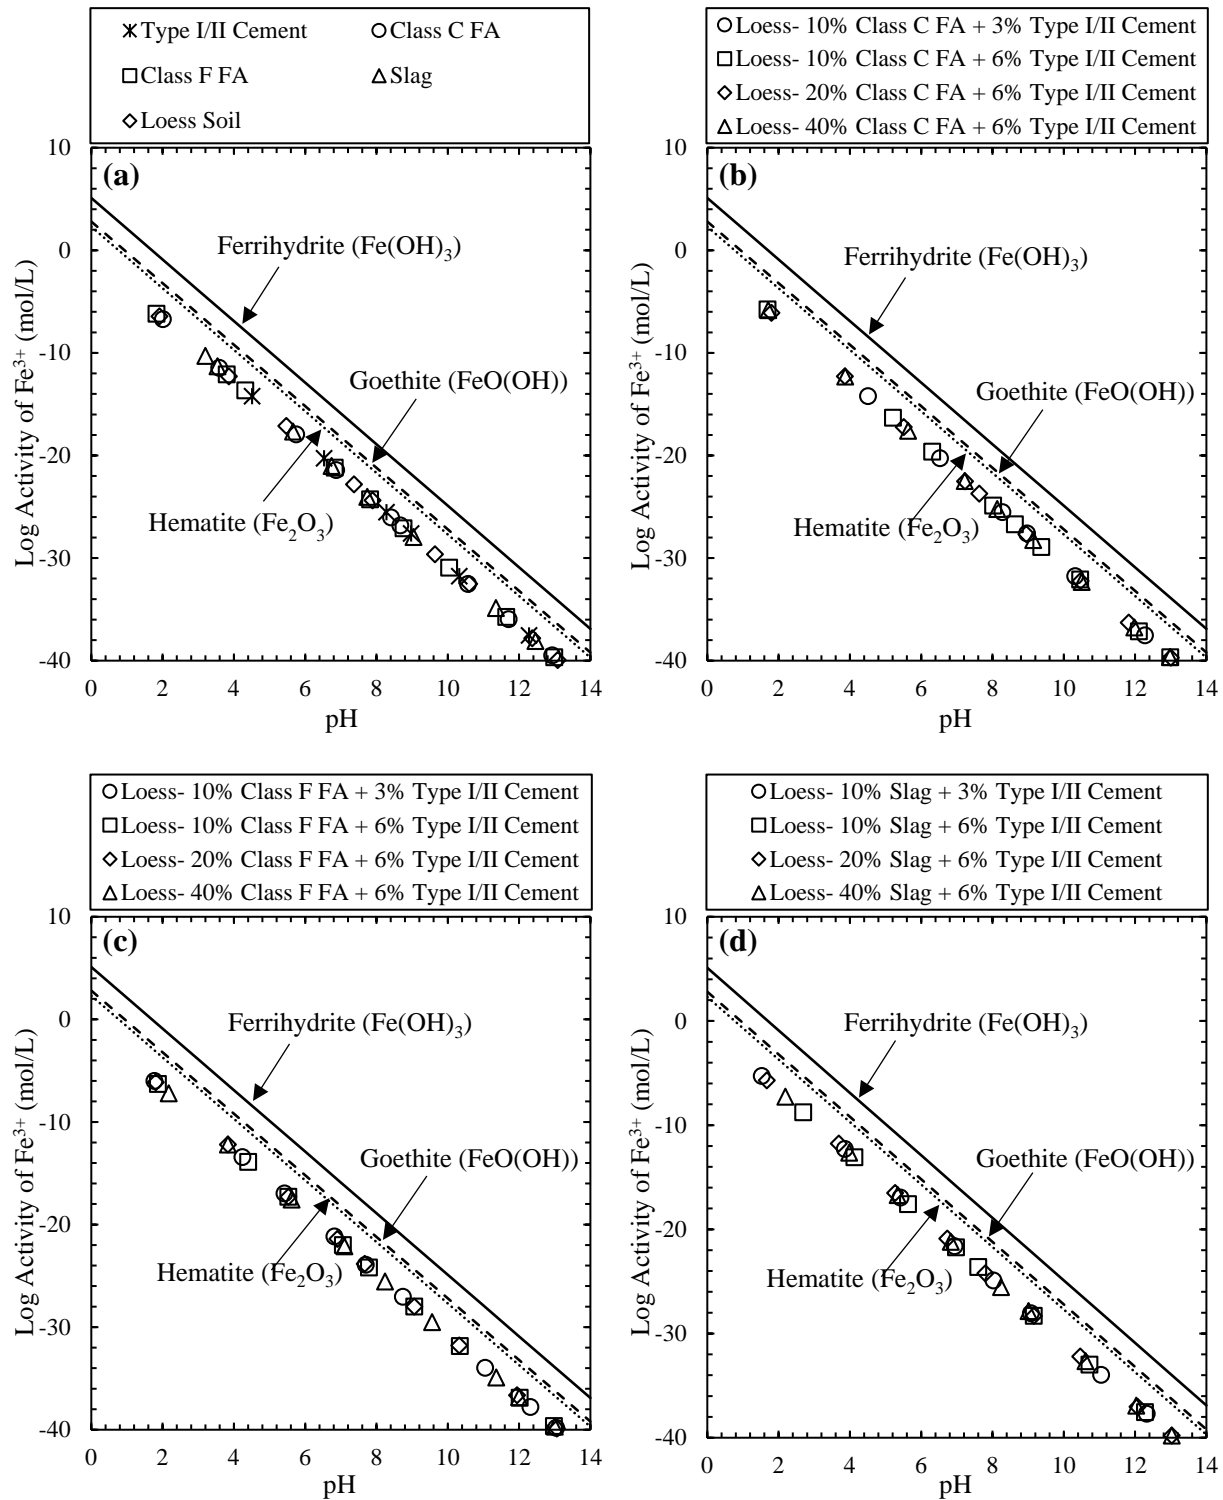 Type I/II Cement Class C FA
Class F FA Slag
Loess Soil
(a)
10
0
-10
-20
-30
-40
0 2 4 6 8 10 12 14
pH
Log Activity of Fe³⁺ (mol/L)
Ferrihydrite (Fe(OH)₃)
Goethite (FeO(OH))
Hematite (Fe₂O₃)
Loess- 10% Class C FA + 3% Type I/II Cement
Loess- 10% Class C FA + 6% Type I/II Cement
Loess- 20% Class C FA + 6% Type I/II Cement
Loess- 40% Class C FA + 6% Type I/II Cement
(b)
10
0
-10
-20
-30
-40
0 2 4 6 8 10 12 14
pH
Log Activity of Fe³⁺ (mol/L)
Ferrihydrite (Fe(OH)₃)
Goethite (FeO(OH))
Hematite (Fe₂O₃)
Loess- 10% Class F FA + 3% Type I/II Cement
Loess- 10% Class F FA + 6% Type I/II Cement
Loess- 20% Class F FA + 6% Type I/II Cement
Loess- 40% Class F FA + 6% Type I/II Cement
(c)
10
0
-10
-20
-30
-40
0 2 4 6 8 10 12 14
pH
Log Activity of Fe³⁺ (mol/L)
Ferrihydrite (Fe(OH)₃)
Goethite (FeO(OH))
Hematite (Fe₂O₃)
Loess- 10% Slag + 3% Type I/II Cement
Loess- 10% Slag + 6% Type I/II Cement
Loess- 20% Slag + 6% Type I/II Cement
Loess- 40% Slag + 6% Type I/II Cement
(d)
10
0
-10
-20
-30
-40
0 2 4 6 8 10 12 14
pH
Log Activity of Fe³⁺ (mol/L)
Ferrihydrite (Fe(OH)₃)
Goethite (FeO(OH))
Hematite (Fe₂O₃)